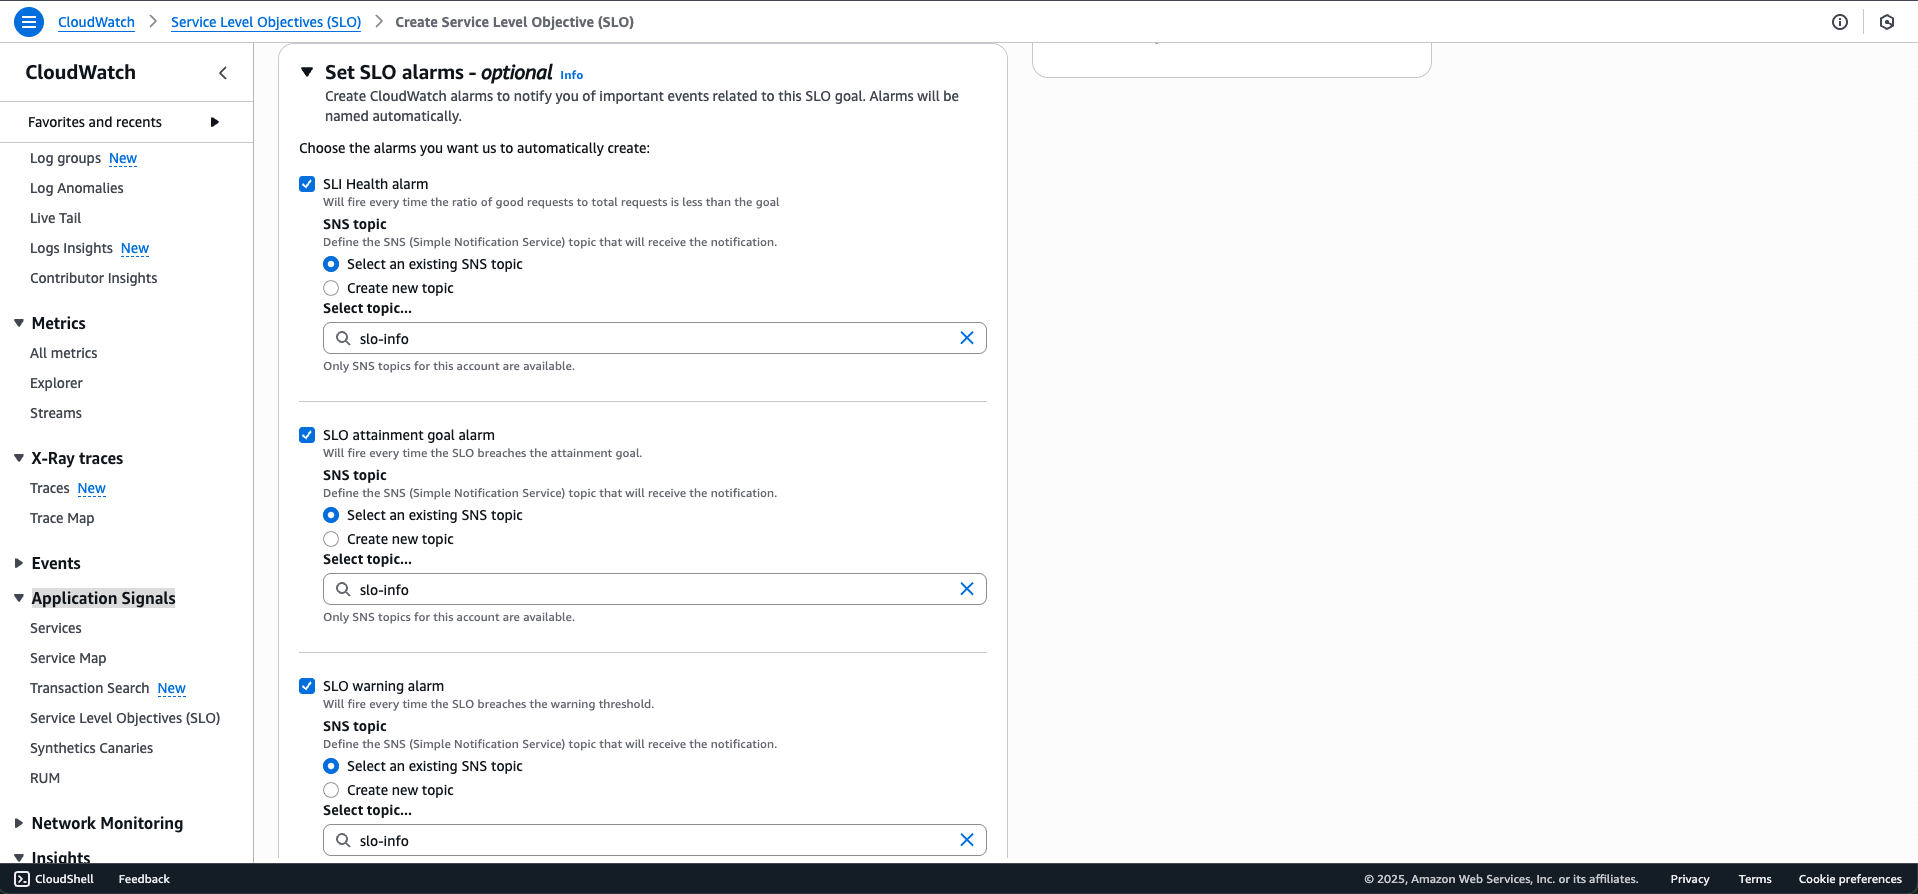 CloudWatch
Service Level Objectives (SLO)
Create Service Level Objective (SLO)
CloudWatch
Favorites and recents
Log groups New
Log Anomalies
Live Tail
Logs Insights New
Contributor Insights
Metrics
All metrics
Explorer
Streams
X-Ray traces
Traces New
Trace Map
Events
Application Signals
Services
Service Map
Transaction Search New
Service Level Objectives (SLO)
Synthetics Canaries
RUM
Network Monitoring
Insights
Set SLO alarms - optional Info
Create CloudWatch alarms to notify you of important events related to this SLO goal. Alarms will be
named automatically.
Choose the alarms you want us to automatically create:
SLI Health alarm
Will fire every time the ratio of good requests to total requests is less than the goal
SNS topic
Define the SNS (Simple Notification Service) topic that will receive the notification.
Select an existing SNS topic
Create new topic
Select topic...
slo-info
Only SNS topics for this account are available.
SLO attainment goal alarm
Will fire every time the SLO breaches the attainment goal.
SNS topic
Define the SNS (Simple Notification Service) topic that will receive the notification.
Select an existing SNS topic
Create new topic
Select topic...
slo-info
Only SNS topics for this account are available.
SLO warning alarm
Will fire every time the SLO breaches the warning threshold.
SNS topic
Define the SNS (Simple Notification Service) topic that will receive the notification.
Select an existing SNS topic
Create new topic
Select topic...
slo-info
CloudShell
Feedback
© 2025, Amazon Web Services, Inc. or its affiliates.
Privacy
Terms
Cookie preferences